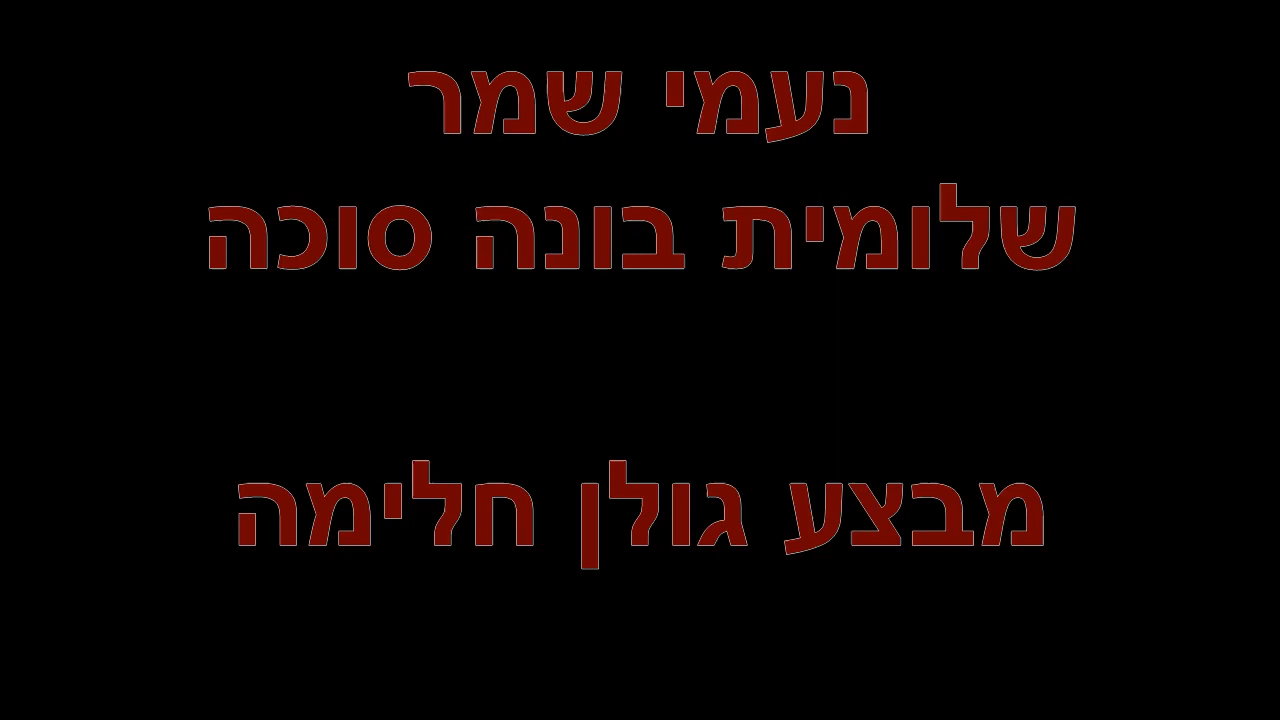 נעמי שמר
שלומית בונה סוכה
מבצע גולן חלימה